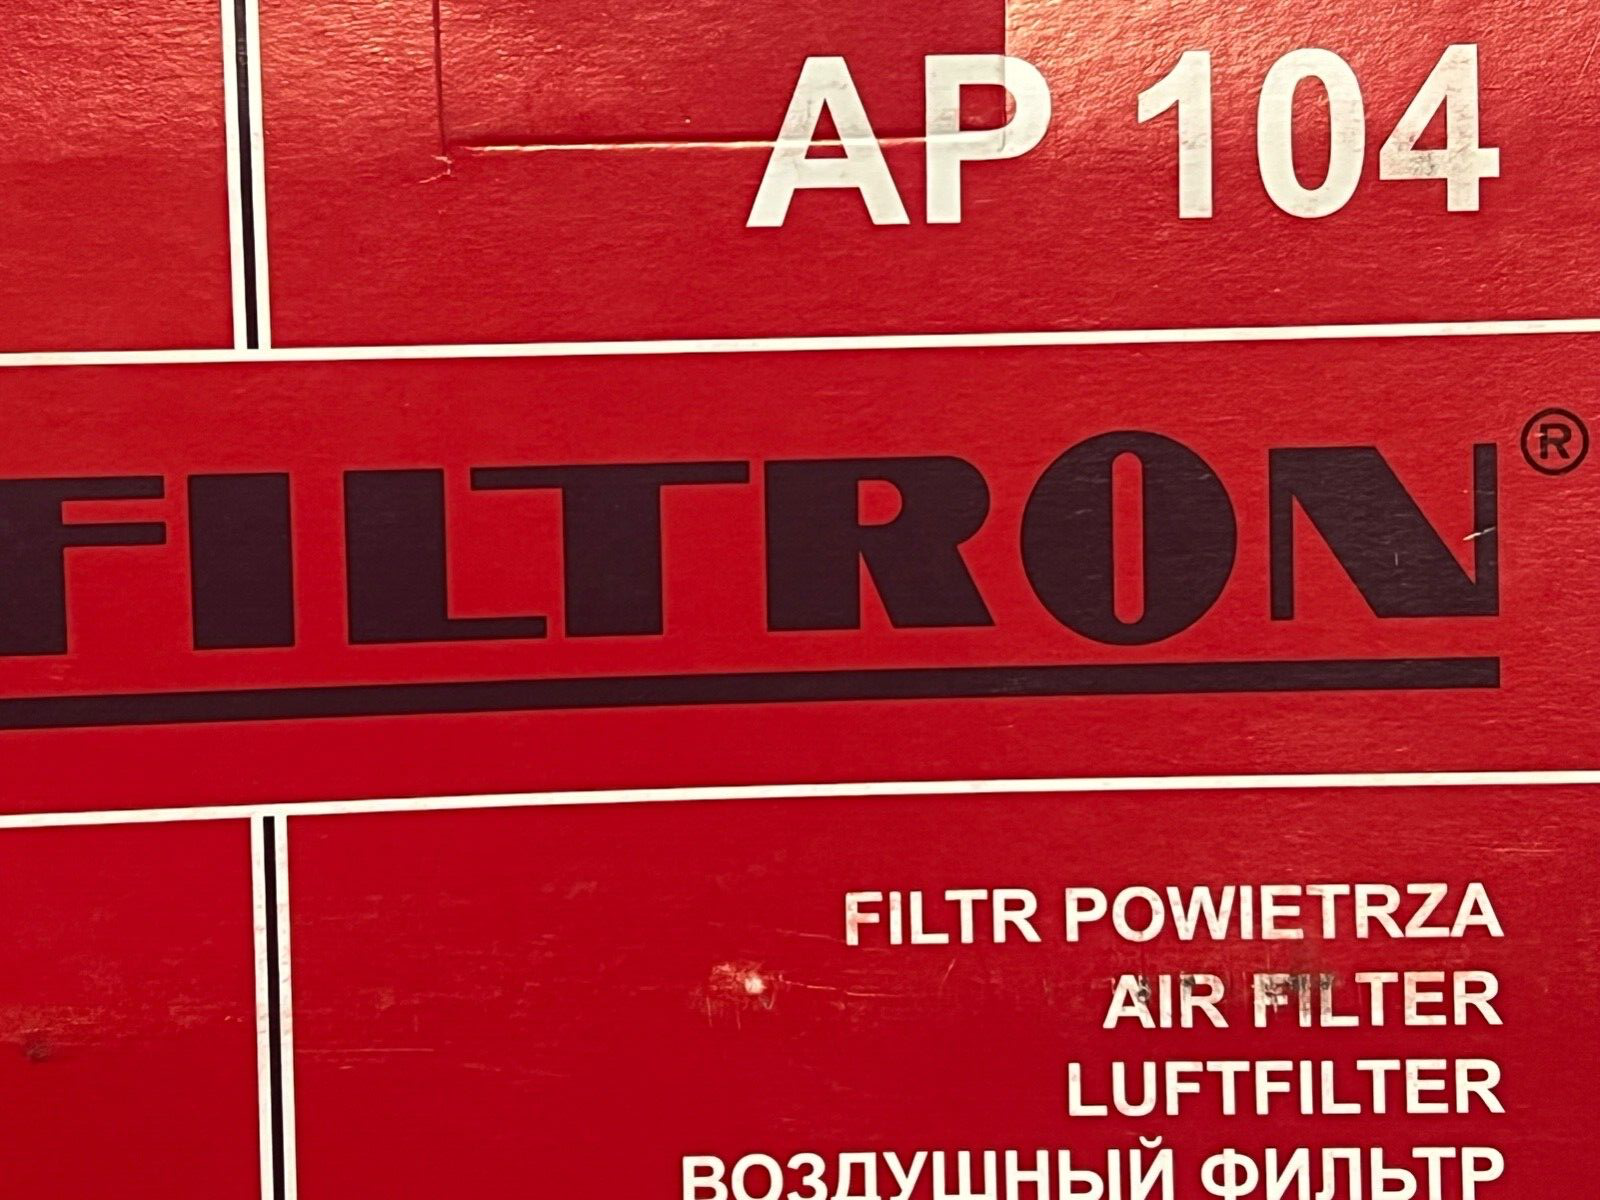 AP 104
FILTRON®
FILTR POWIETRZA
AIR FILTER
LUFTFILTER
ВОЗДУШНЫЙ ФИЛЬТР